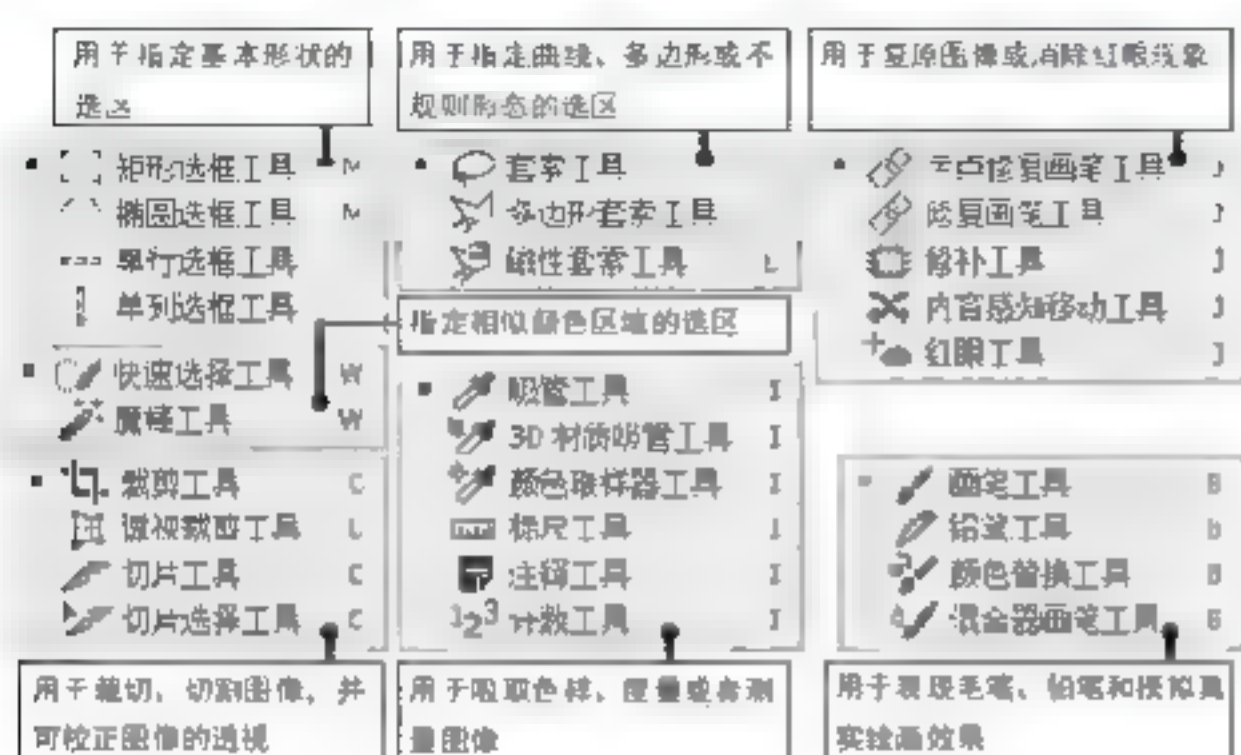 用于指定基本形状的
选区
矩形选框工具 M
椭圆选框工具 M
单行选框工具
单列选框工具
快速选择工具 W
魔棒工具 W
裁剪工具 C
透视裁剪工具 C
切片工具 C
切片选择工具 C
用于裁切、切割图像，并
可校正图像的透视
用于指定曲线、多边形或不
规则形态的选区
套索工具
多边形套索工具
磁性套索工具 L
指定相似颜色区域的选区
吸管工具 I
3D 材质吸管工具 I
颜色取样器工具 I
标尺工具 I
注释工具 I
123 计数工具 I
用于吸取色样、度量或
量图像
用于复原图像或消除红眼现象
污点修复画笔工具 J
修复画笔工具 J
修补工具 J
内容感知移动工具 J
红眼工具 J
画笔工具 B
铅笔工具 B
颜色替换工具 B
混合器画笔工具 B
用于表现毛笔、铅笔和模拟真
实绘画效果